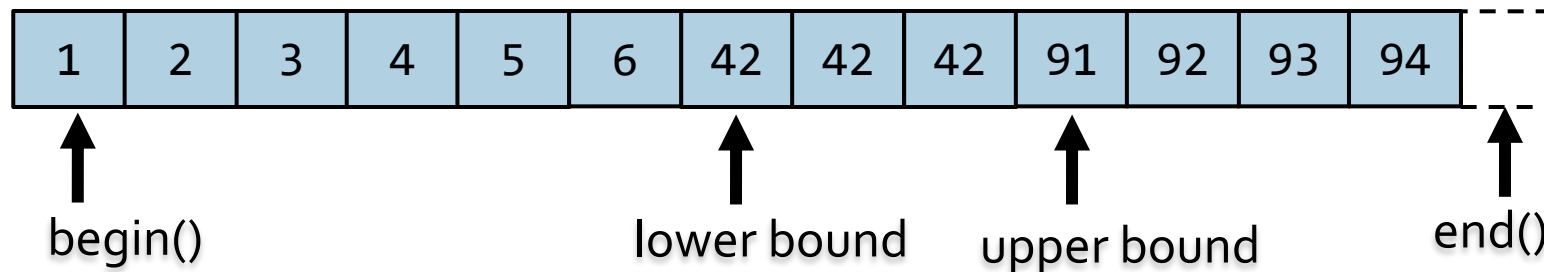 1 2 3 4 5 6 42 42 42 91 92 93 94
begin() lower bound upper bound end()